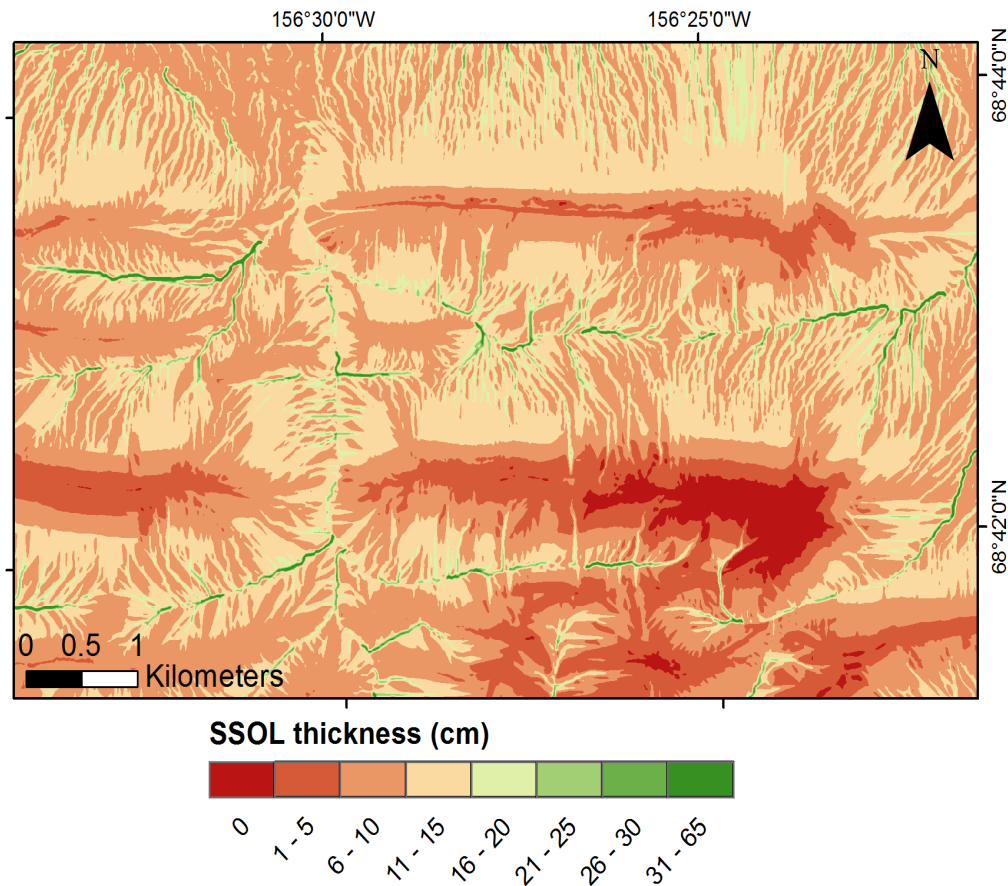 156°30'0"W 156°25'0"W
N
68°44'0"N
68°42'0"N
0 0.5 1
Kilometers
SSOL thickness (cm)
0 1 - 5 6 - 10 11 - 15 16 - 20 21 - 25 26 - 30 31 - 65